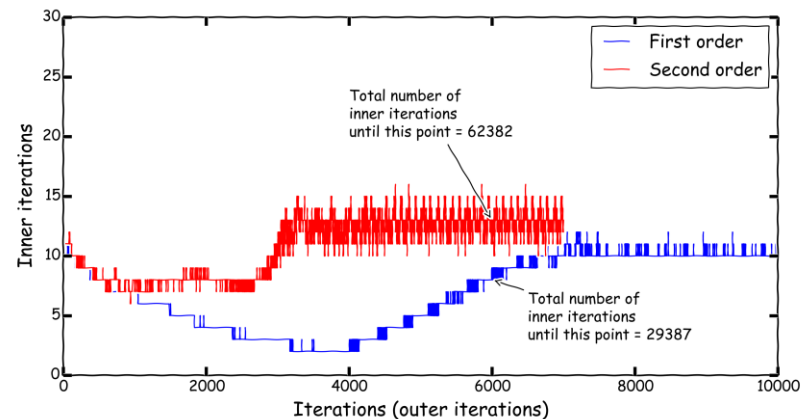 30
25
20
15
10
5
0
Inner iterations
First order
Second order
Total number of
inner iterations
until this point = 62382
Total number of
inner iterations
until this point = 29387
0 2000 4000 6000 8000 10000
Iterations (outer iterations)